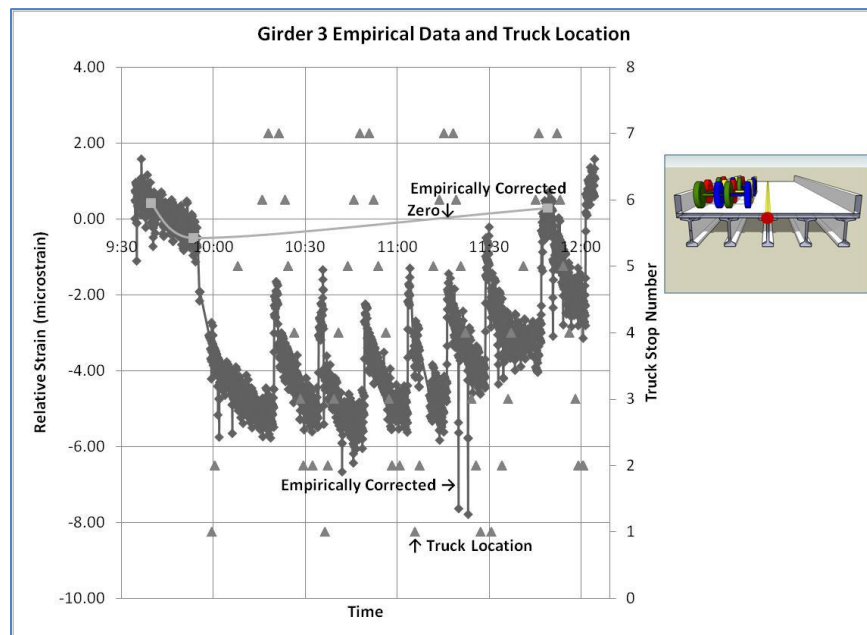 Girder 3 Empirical Data and Truck Location
4.00
2.00
0.00
-2.00
-4.00
-6.00
-8.00
-10.00
Relative Strain (microstrain)
9:30
10:00
10:30
11:00
11:30
12:00
Time
8
7
6
5
4
3
2
1
0
Truck Stop Number
Empirically Corrected
Zero↓
Empirically Corrected →
↑ Truck Location